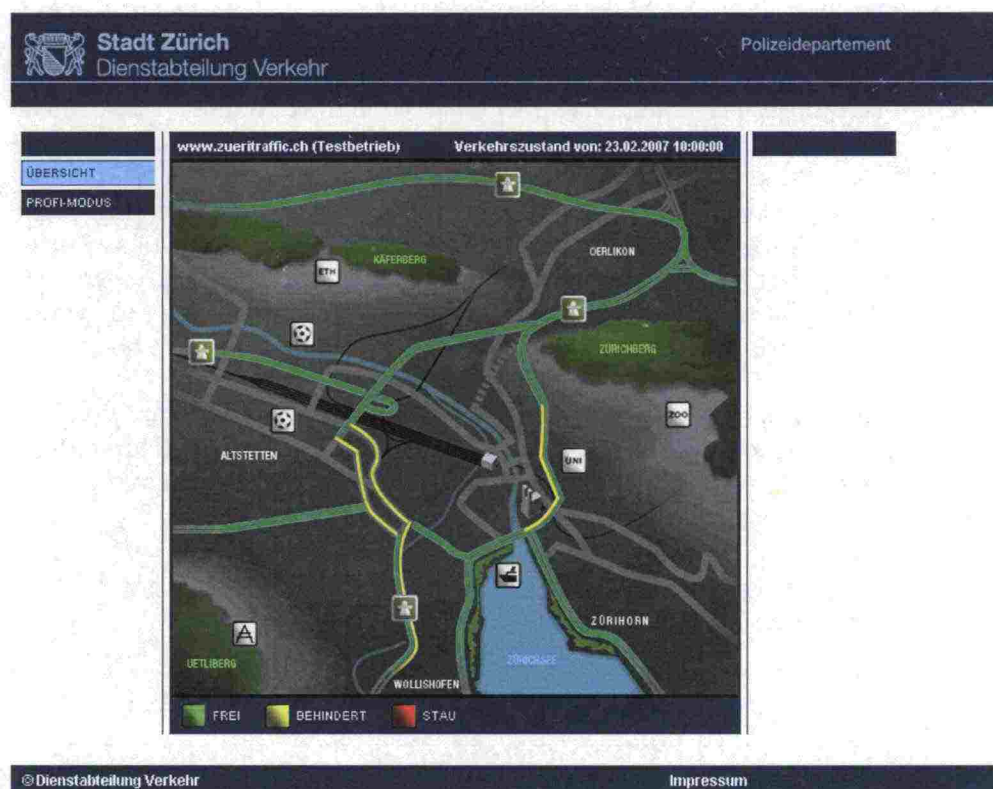 Stadt Zürich
Dienstabteilung Verkehr
Polizeidepartement
www.zueritraffic.ch (Testbetrieb)
Verkehrszustand von: 23.02.2007 10:00:00
ÜBERSICHT
PROFI-MODUS
OERLIKON
KÄFERBERG
ETH
ZÜRICHBERG
ZOO
ALTSTETTEN
UNI
ZÜRIHORN
UETLIBERG
ZÜRICHSEE
WOLLISHOFEN
FREI
BEHINDERT
STAU
© Dienstabteilung Verkehr
Impressum